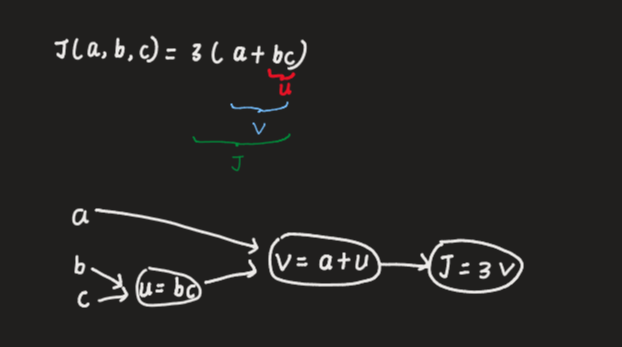 J(a,b,c) = 3(a+bc)
u
v
J
a
b
c
u=bc
v=a+u
J=3v